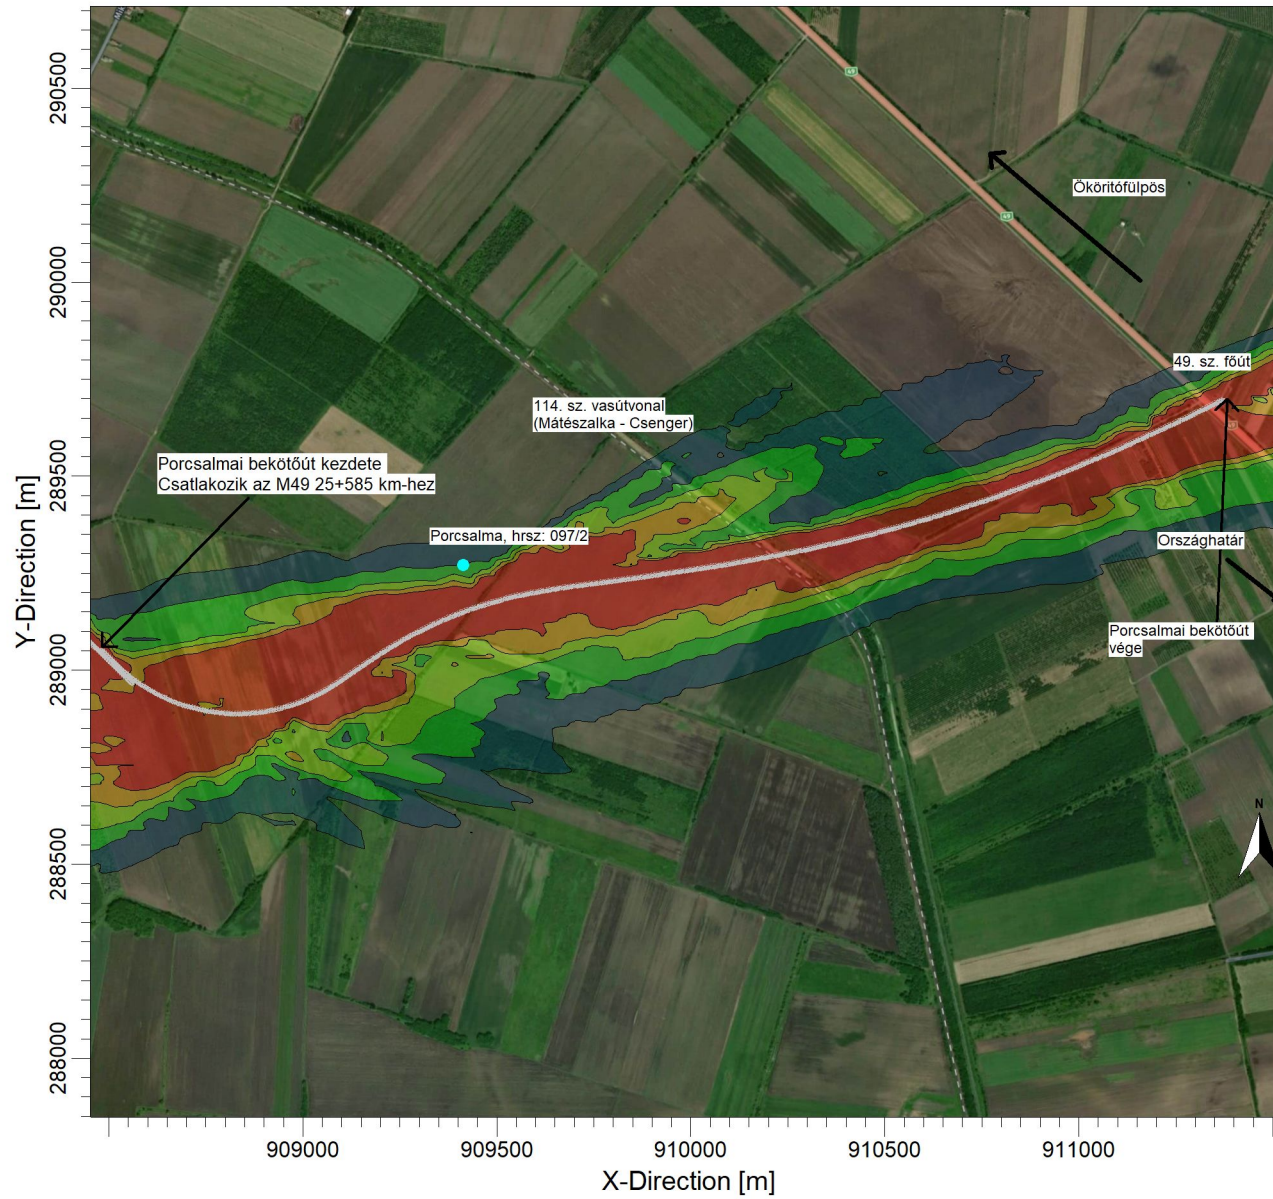 49
Ököritófülpös
49
49. sz. főút
114. sz. vasútvonal
(Mátészalka - Csenger)
Porcsalmai bekötőút kezdete
Csatlakozik az M49 25+585 km-hez
Porcsalma, hrsz: 097/2
Országhatár
Porcsalmai bekötőút
vége
N
Y-Direction [m]
290500
290000
289500
289000
288500
288000
909000
909500
910000
910500
911000
X-Direction [m]